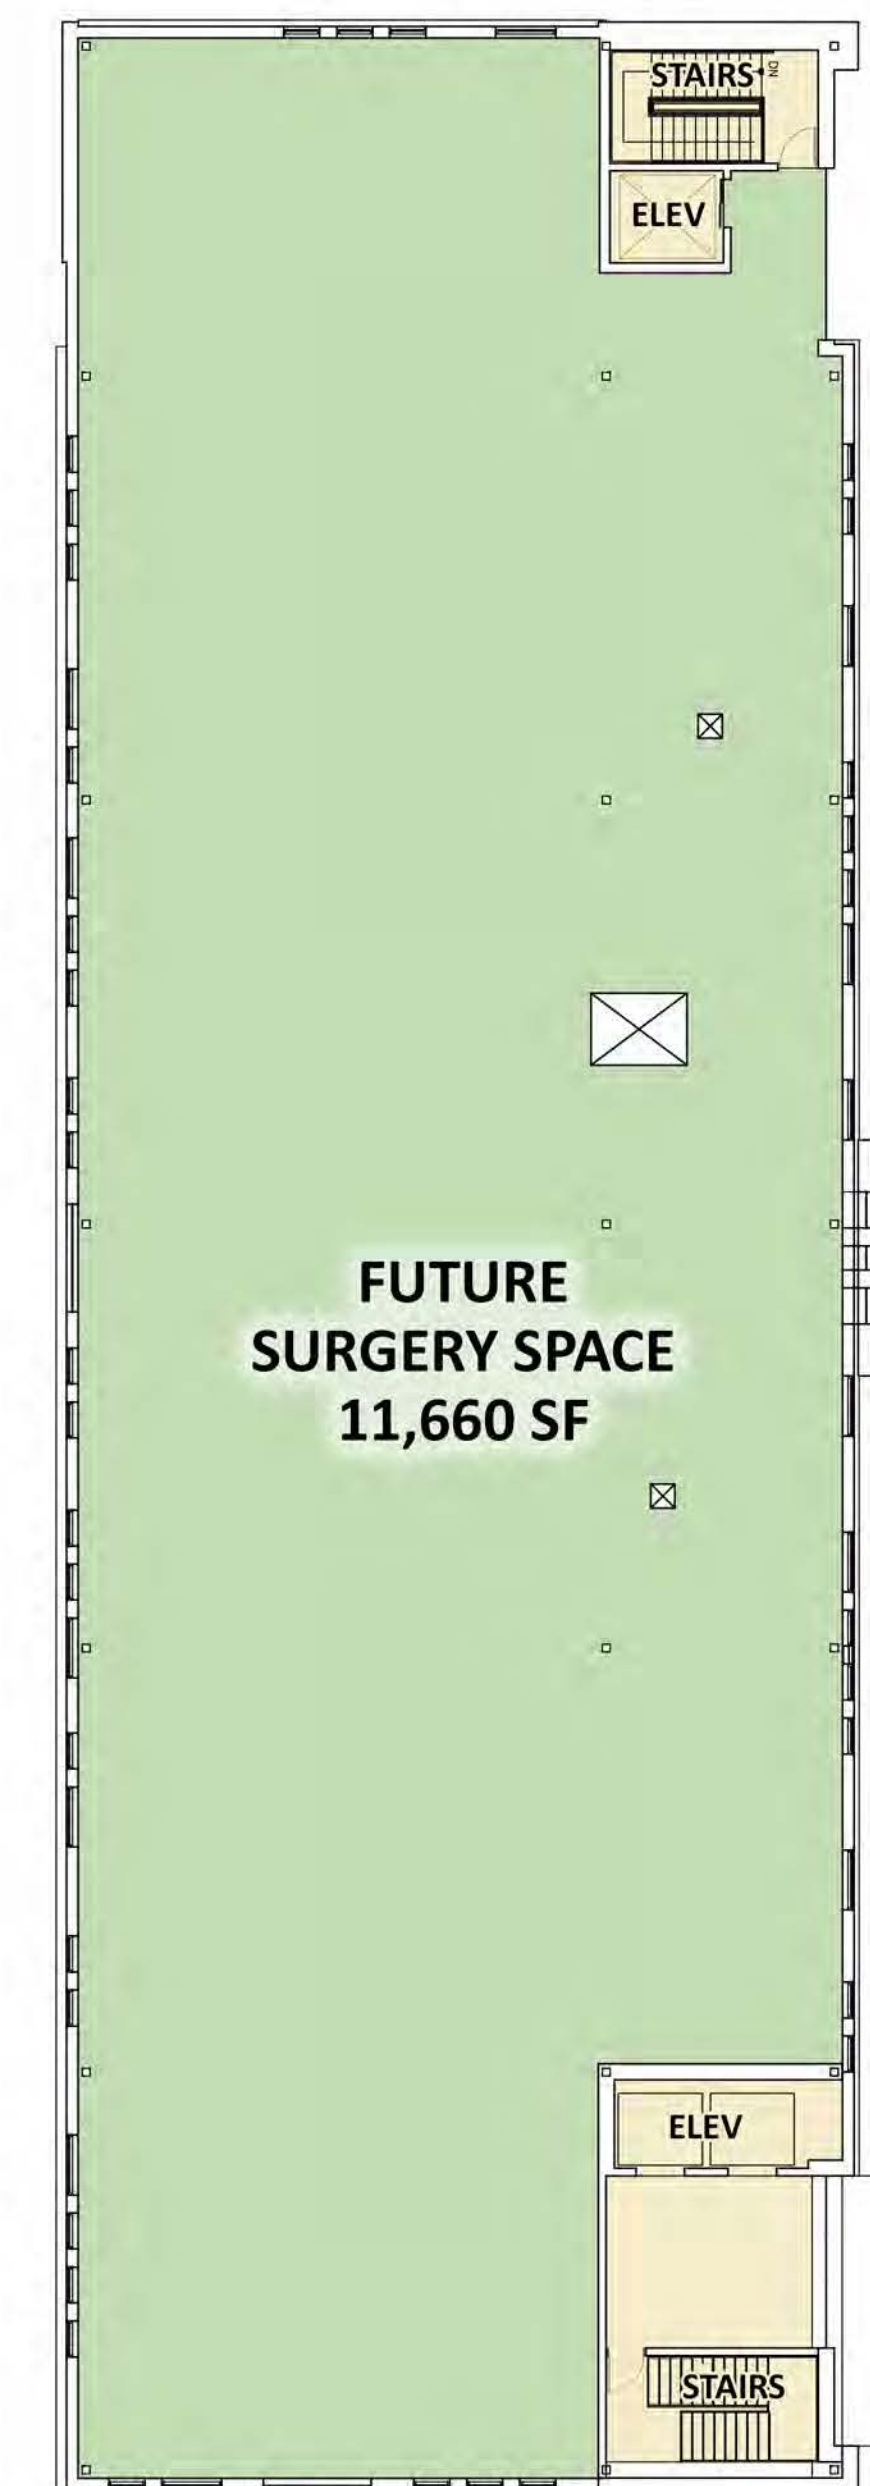 STAIRS
DN
ELEV
FUTURE
SURGERY SPACE
11,660 SF
ELEV
STAIRS